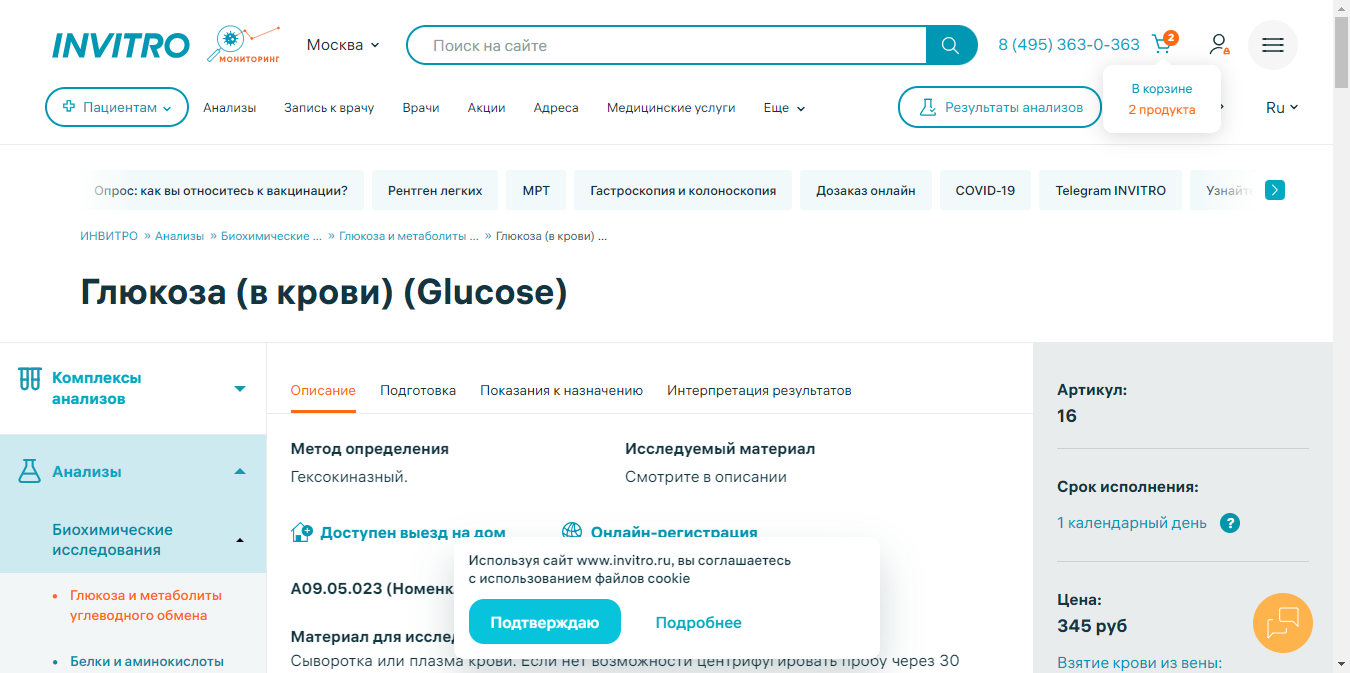 INVITRO
МОНИТОРИНГ
Москва
Поиск на сайте
8 (495) 363-0-363
2
В корзине
2 продукта
Пациентам
Анализы
Запись к врачу
Врачи
Акции
Адреса
Медицинские услуги
Еще
Результаты анализов
Ru
Опрос: как вы относитесь к вакцинации?
Рентген легких
МРТ
Гастроскопия и колоноскопия
Дозаказ онлайн
COVID-19
Telegram INVITRO
Узнайте
ИНВИТРО » Анализы » Биохимические ... » Глюкоза и метаболиты ... » Глюкоза (в крови) ...
Глюкоза (в крови) (Glucose)
Комплексы
анализов
Анализы
Биохимические
исследования
• Глюкоза и метаболиты
углеводного обмена
• Белки и аминокислоты
Описание
Подготовка
Показания к назначению
Интерпретация результатов
Метод определения
Гексокиназный.
Исследуемый материал
Смотрите в описании
Доступен выезд на дом
Онлайн-регистрация
A09.05.023 (Номенк
Материал для исслед
Сыворотка или плазма крови. Если нет возможности центрифугировать пробу через 30
Используя сайт www.invitro.ru, вы соглашаетесь
с использованием файлов cookie
Подтверждаю
Подробнее
Артикул:
16
Срок исполнения:
1 календарный день ?
Цена:
345 руб
Взятие крови из вены: